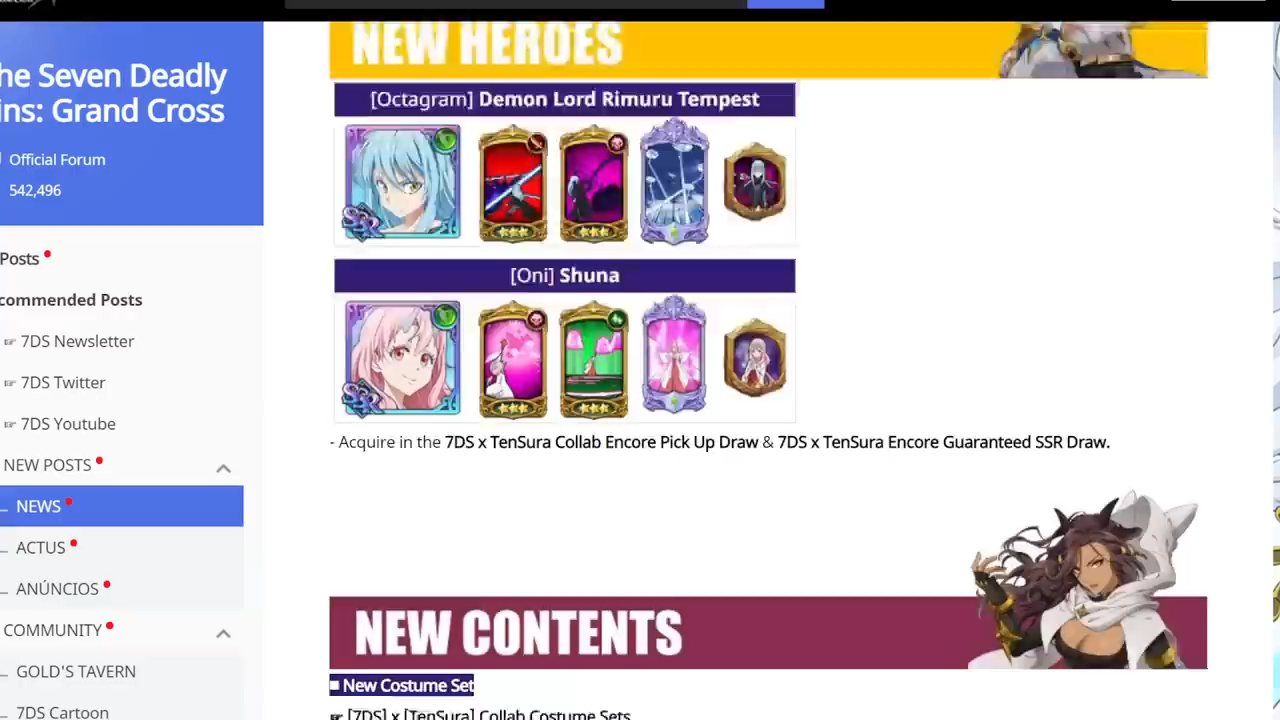 NEW HEROES
he Seven Deadly
ins: Grand Cross
Official Forum
542,496
Posts
commended Posts
☞ 7DS Newsletter
☞ 7DS Twitter
☞ 7DS Youtube
NEW POSTS
NEWS
ACTUS
ANÚNCIOS
COMMUNITY
GOLD'S TAVERN
7DS Cartoon
[Octagram] Demon Lord Rimuru Tempest
SSR
[Oni] Shuna
SSR
- Acquire in the 7DS x TenSura Collab Encore Pick Up Draw & 7DS x TenSura Encore Guaranteed SSR Draw.
NEW CONTENTS
■ New Costume Set
☞ [7DS] x [TenSura] Collab Costume Sets